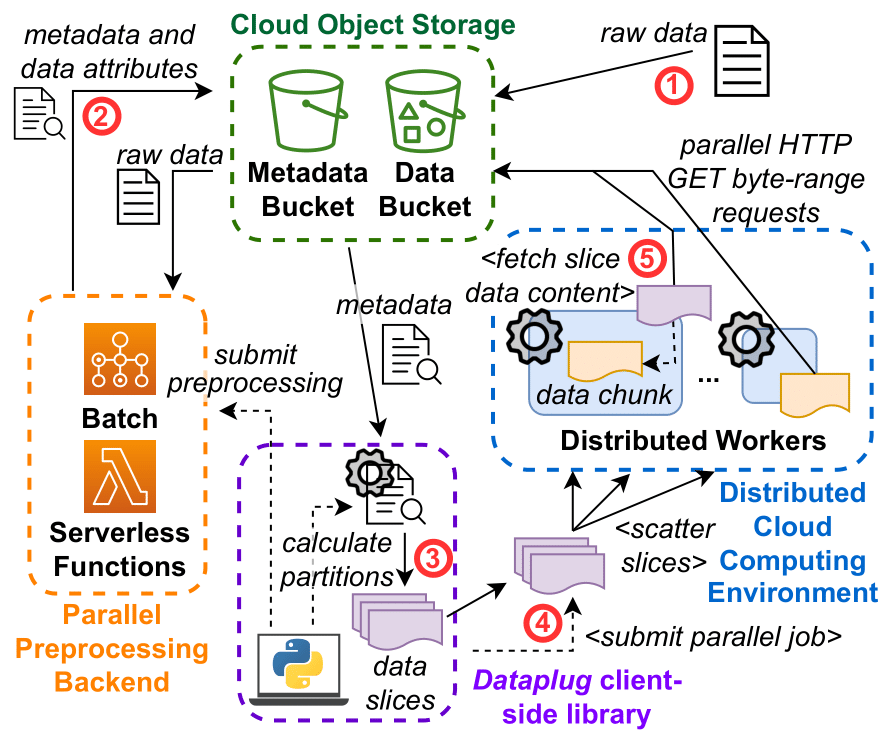 Cloud Object Storage
metadata and
data attributes
2
raw data
1
raw data
Metadata
Bucket
Data
Bucket
parallel HTTP
GET byte-range
requests
<fetch slice
data content>
5
data chunk
...
Distributed Workers
metadata
submit
preprocessing
Batch
Serverless
Functions
Parallel
Preprocessing
Backend
calculate
partitions
3
data
slices
4
<scatter
slices>
<submit parallel job>
Distributed
Cloud
Computing
Environment
Dataplug client-
side library